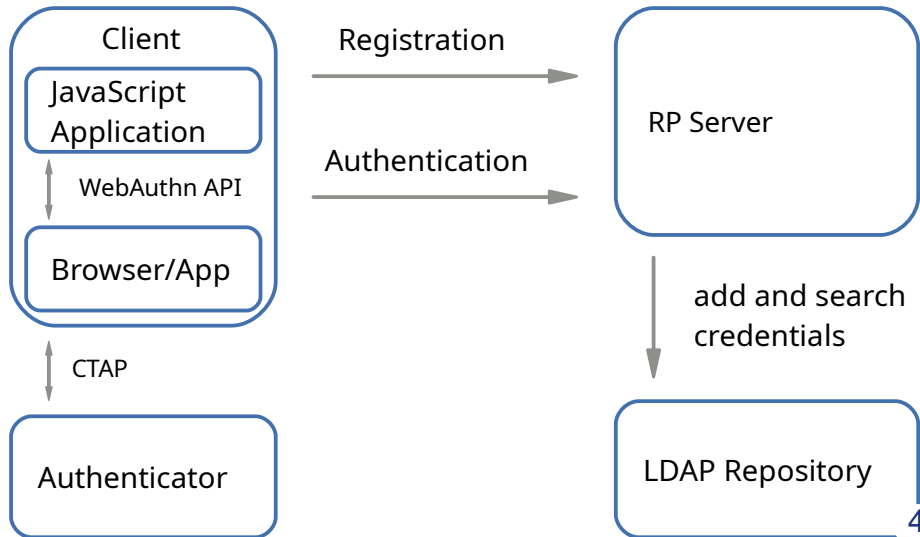 Client
JavaScript
Application
WebAuthn API
Browser/App
CTAP
Authenticator
Registration
Authentication
RP Server
add and search
credentials
LDAP Repository
4